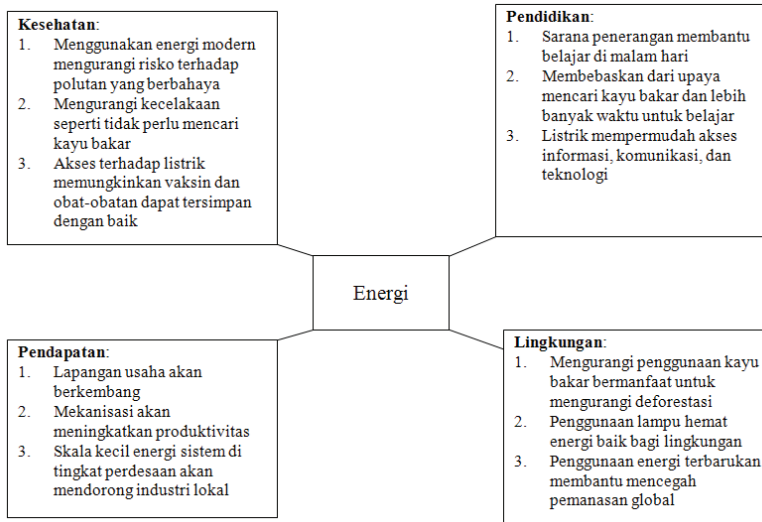 Kesehatan:
1. Menggunakan energi modern
mengurangi risiko terhadap
polutan yang berbahaya
2. Mengurangi kecelakaan
seperti tidak perlu mencari
kayu bakar
3. Akses terhadap listrik
memungkinkan vaksin dan
obat-obatan dapat tersimpan
dengan baik
Pendidikan:
1. Sarana penerangan membantu
belajar di malam hari
2. Membebaskan dari upaya
mencari kayu bakar dan lebih
banyak waktu untuk belajar
3. Listrik mempermudah akses
informasi, komunikasi, dan
teknologi
Energi
Pendapatan:
1. Lapangan usaha akan
berkembang
2. Mekanisasi akan
meningkatkan produktivitas
3. Skala kecil energi sistem di
tingkat perdesaan akan
mendorong industri lokal
Lingkungan:
1. Mengurangi penggunaan kayu
bakar bermanfaat untuk
mengurangi deforestasi
2. Penggunaan lampu hemat
energi baik bagi lingkungan
3. Penggunaan energi terbarukan
membantu mencegah
pemanasan global